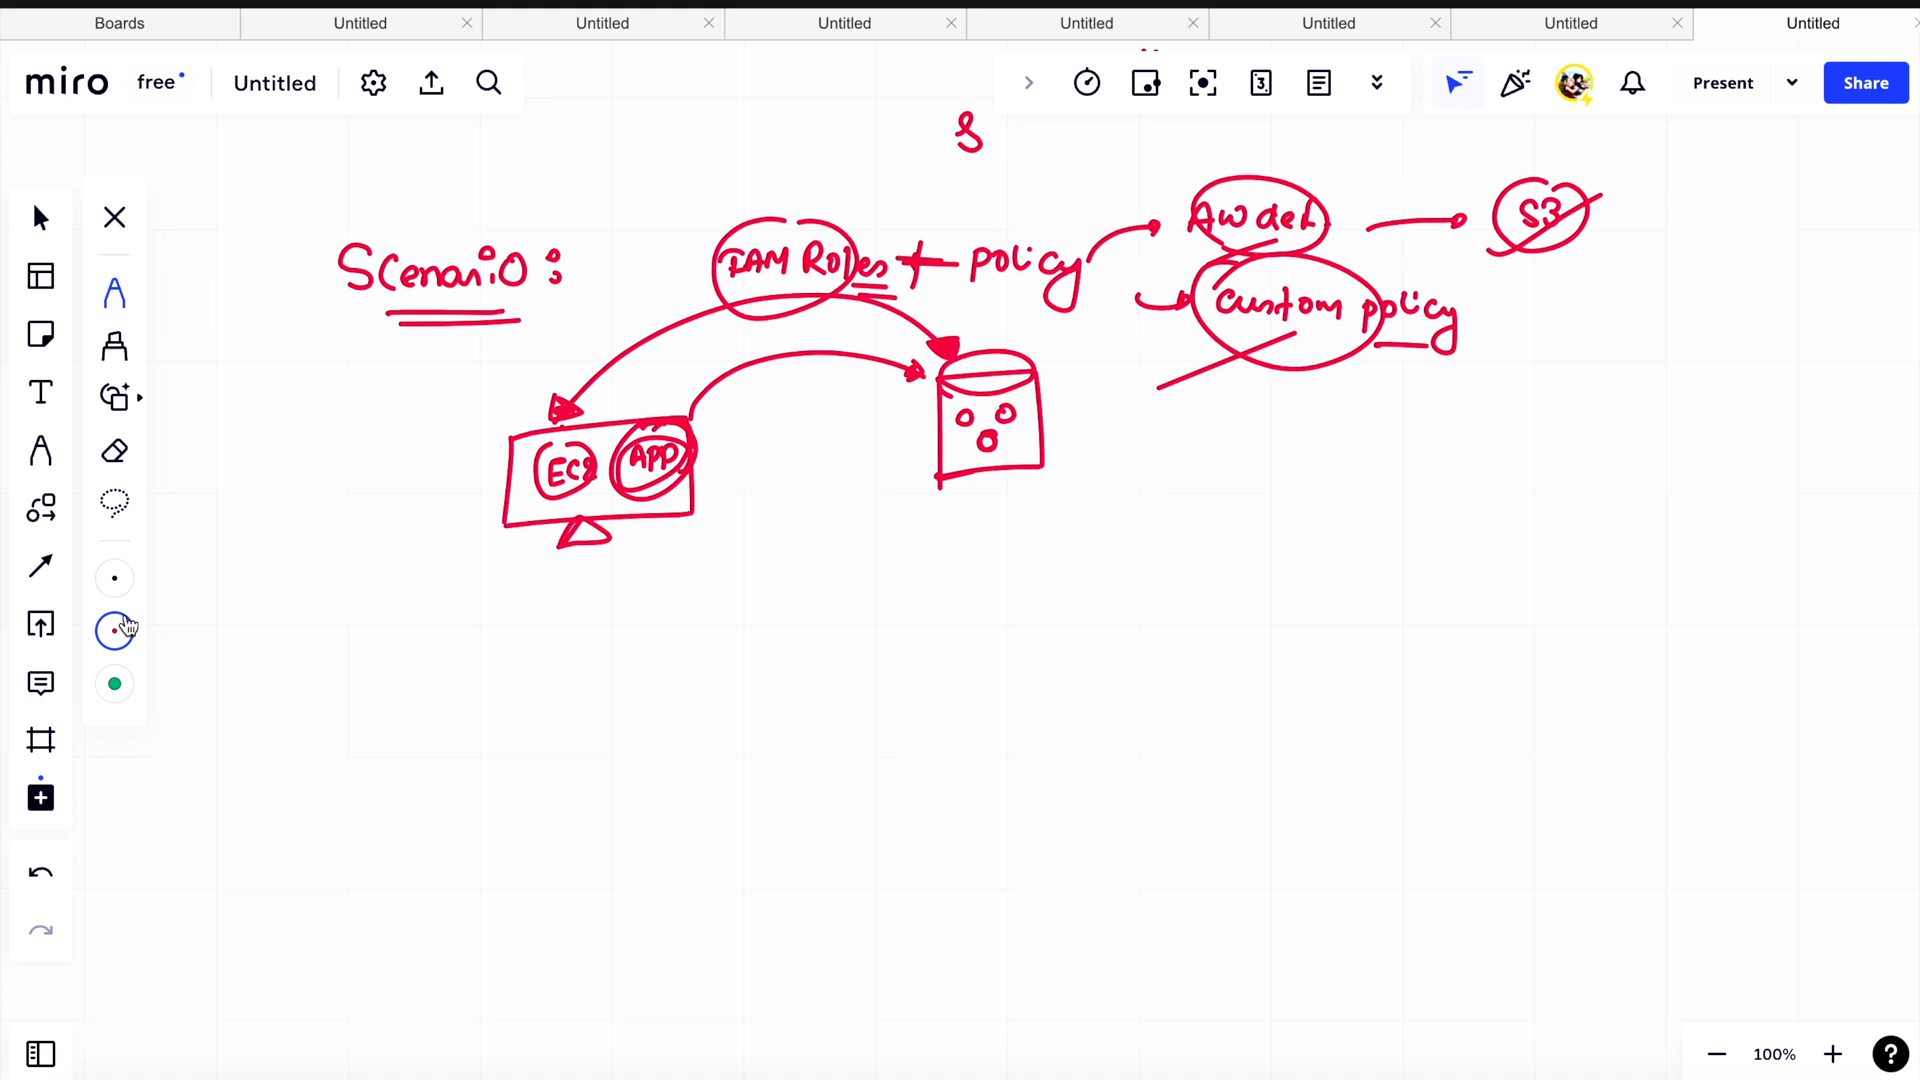 Boards Untitled Untitled Untitled Untitled Untitled Untitled Untitled
miro free Untitled 3 Present Share
S
Scenario : IAM Roles + policy S3
custom policy
EC2 APP
100% ?